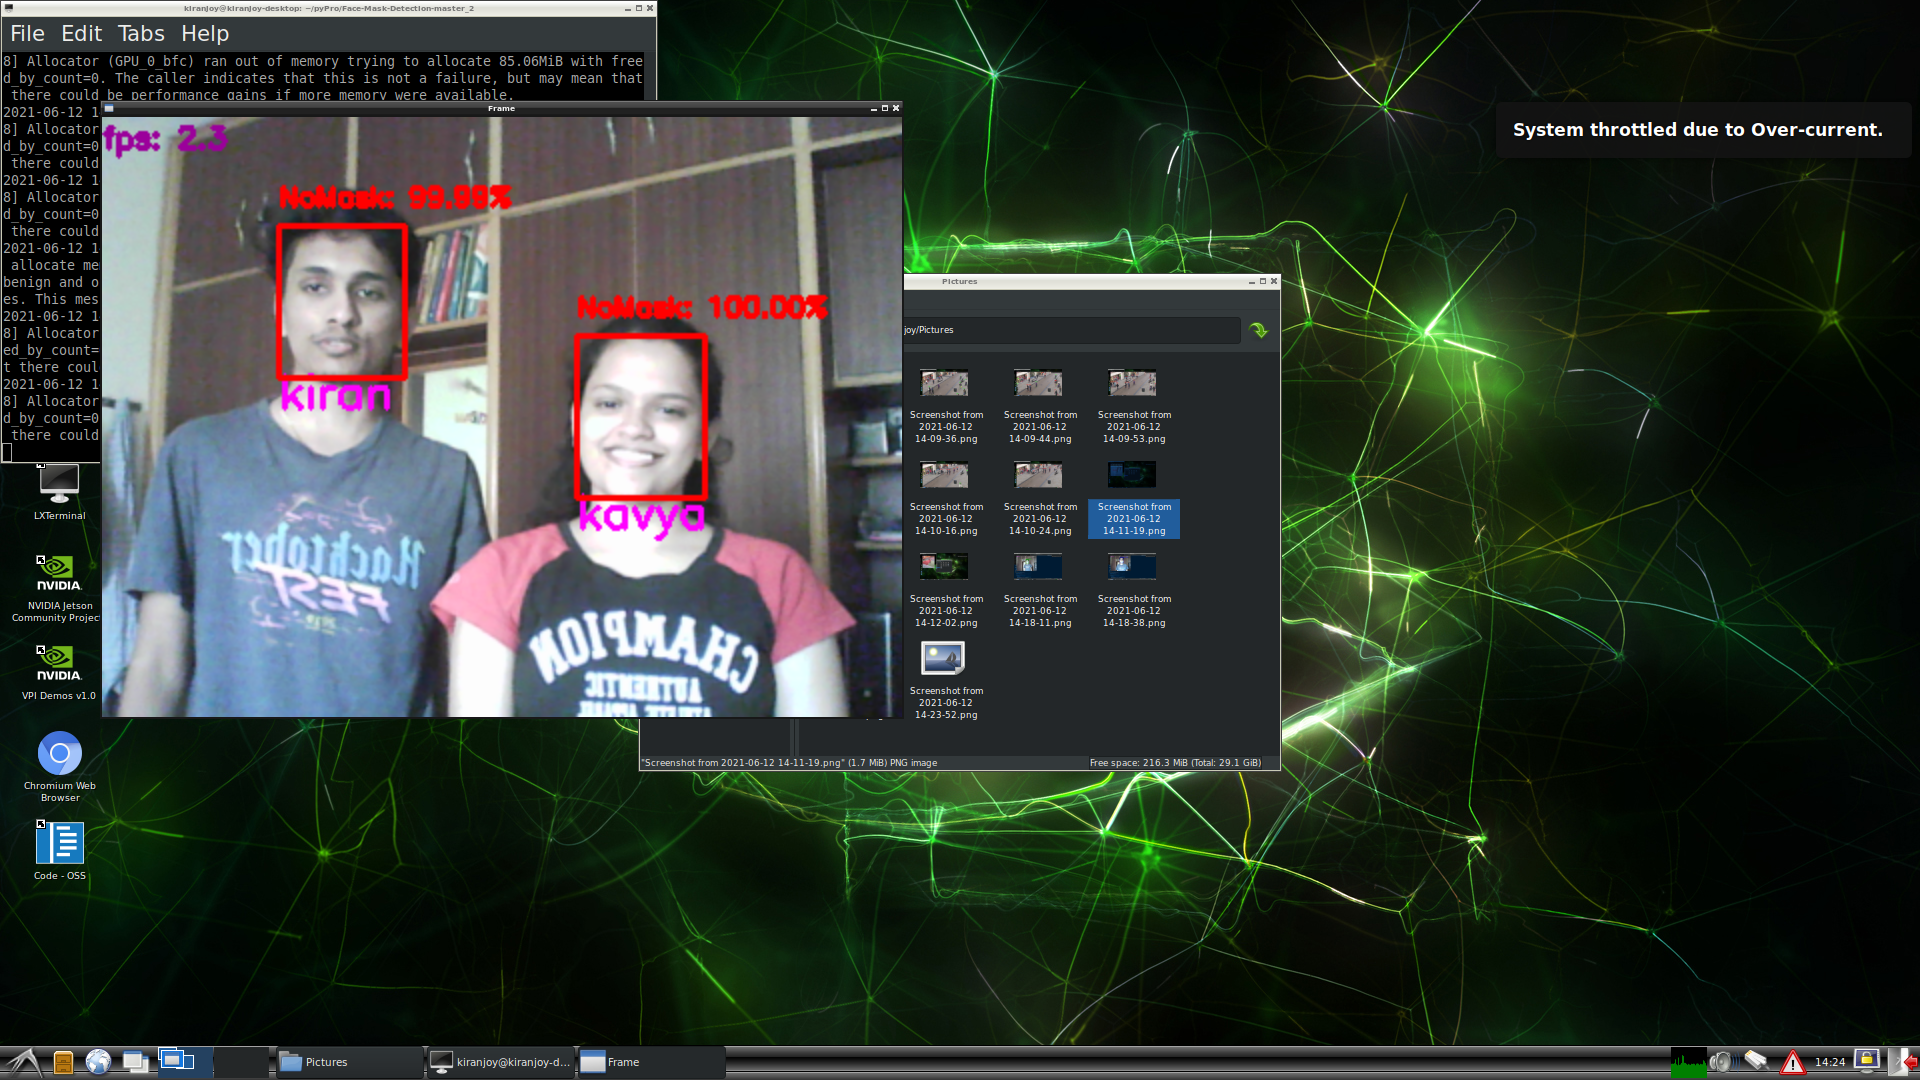 kiranjoy@kiranjoy-desktop: ~/pyPro/Face-Mask-Detection-master_2
File Edit Tabs Help
8] Allocator (GPU_0_bfc) ran out of memory trying to allocate 85.06MiB with free
d_by_count=0. The caller indicates that this is not a failure, but may mean that
there could be performance gains if more memory were available.
2021-06-12 1
8] Allocator
d_by_count=0
there could
2021-06-12 1
8] Allocator
d_by_count=0
there could
2021-06-12 1
allocate me
benign and o
es. This mes
2021-06-12 1
8] Allocator
ed_by_count=
t there coul
2021-06-12 1
8] Allocator
d_by_count=0
there could
Frame
fps: 2.3
NoMask: 99.99%
kiran
NoMask: 100.00%
kavya
Hachtober
FEST
CHAMPION
AUTHENTIC
System throttled due to Over-current.
Pictures
joy/Pictures
Screenshot from
2021-06-12
14-09-36.png
Screenshot from
2021-06-12
14-09-44.png
Screenshot from
2021-06-12
14-09-53.png
Screenshot from
2021-06-12
14-10-16.png
Screenshot from
2021-06-12
14-10-24.png
Screenshot from
2021-06-12
14-11-19.png
Screenshot from
2021-06-12
14-12-02.png
Screenshot from
2021-06-12
14-18-11.png
Screenshot from
2021-06-12
14-18-38.png
Screenshot from
2021-06-12
14-23-52.png
"Screenshot from 2021-06-12 14-11-19.png" (1.7 MiB) PNG image
Free space: 216.3 MiB (Total: 29.1 GiB)
LXTerminal
NVIDIA
NVIDIA Jetson
Community Projec
NVIDIA
VPI Demos v1.0
Chromium Web
Browser
Code - OSS
Pictures
kiranjoy@kiranjoy-d...
Frame
14:24